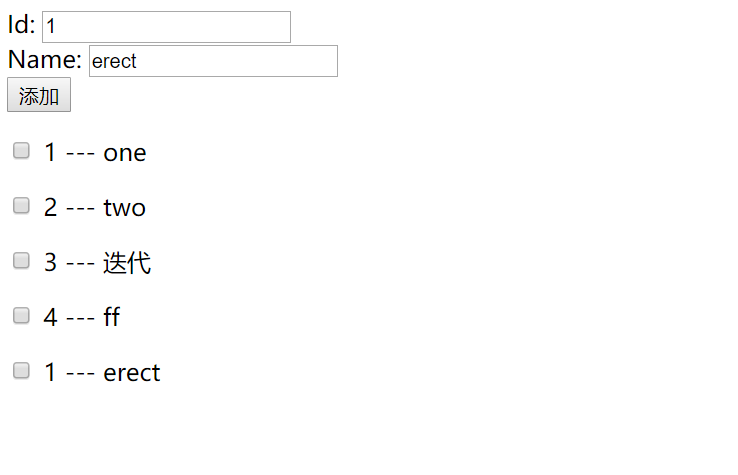 Id: 1
Name: erect
添加
1 --- one
2 --- two
3 --- 迭代
4 --- ff
1 --- erect